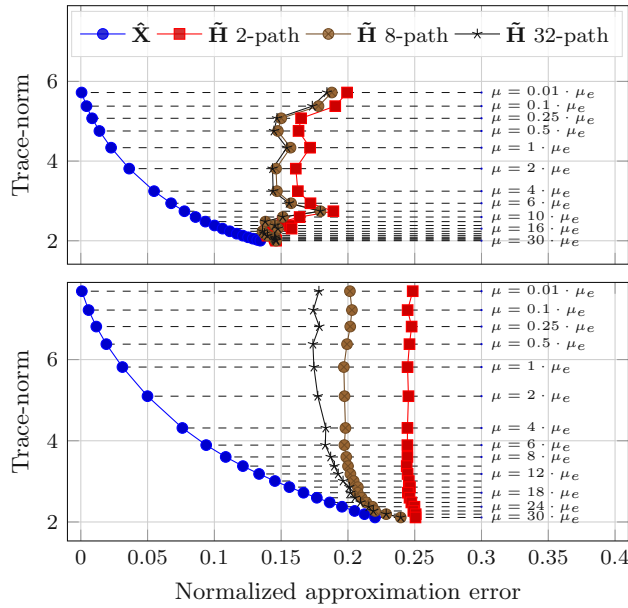 X̂ H̃ 2-path H̃ 8-path H̃ 32-path
6
4
2
Trace-norm
μ = 0.01 · μₑ
μ = 0.1 · μₑ
μ = 0.25 · μₑ
μ = 0.5 · μₑ
μ = 1 · μₑ
μ = 2 · μₑ
μ = 4 · μₑ
μ = 6 · μₑ
μ = 10 · μₑ
μ = 16 · μₑ
μ = 30 · μₑ
6
4
2
Trace-norm
μ = 0.01 · μₑ
μ = 0.1 · μₑ
μ = 0.25 · μₑ
μ = 0.5 · μₑ
μ = 1 · μₑ
μ = 2 · μₑ
μ = 4 · μₑ
μ = 6 · μₑ
μ = 8 · μₑ
μ = 12 · μₑ
μ = 18 · μₑ
μ = 24 · μₑ
μ = 30 · μₑ
0 0.05 0.1 0.15 0.2 0.25 0.3 0.35 0.4
Normalized approximation error